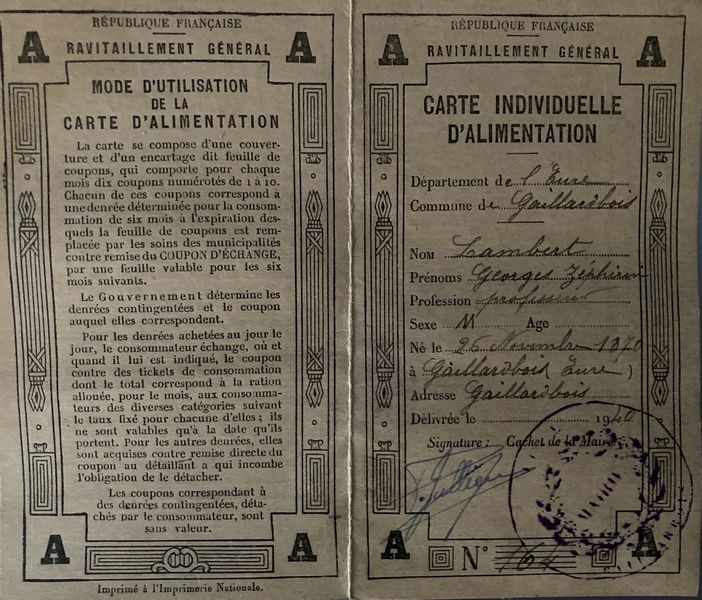 RÉPUBLIQUE FRANÇAISE
A RAVITAILLEMENT GÉNÉRAL A
MODE D'UTILISATION
DE LA
CARTE D'ALIMENTATION
La carte se compose d'une couver-
ture et d'un encartage dit feuille de
coupons, qui comporte pour chaque
mois dix coupons numérotés de 1 à 10.
Chacun de ces coupons correspond à
une denrée déterminée pour la consom-
mation de six mois à l'expiration des-
quels la feuille de coupons est rem-
placée par les soins des municipalités
contre remise du COUPON D'ÉCHANGE,
par une feuille valable pour les six
mois suivants.
Le Gouvernement détermine les
denrées contingentées et le coupon
auquel elles correspondent.
Pour les denrées achetées au jour le
jour, le consommateur échange, où et
quand il lui est indiqué, le coupon
contre des tickets de consommation
dont le total correspond à la ration
allouée, pour le mois, aux consomma-
teurs des diverses catégories suivant
le taux fixé pour chacune d'elles ; ils
ne sont valables qu'à la date qu'ils
portent. Pour les autres denrées, elles
sont acquises contre remise directe du
coupon au détaillant a qui incombe
l'obligation de le détacher.
Les coupons correspondant à
des denrées contingentées, déta-
chés par le consommateur, sont
sans valeur.
A A
Imprimé à l'Imprimerie Nationale.
RÉPUBLIQUE FRANÇAISE
A RAVITAILLEMENT GÉNÉRAL A
CARTE INDIVIDUELLE
D'ALIMENTATION
Département de l'Eure
Commune de Gaillardbois
NOM Lambert
Prénoms Georges Zéphirin
Profession professeur
Sexe M Age
Né le 26 Novembre 1870
à Gaillardbois (Eure)
Adresse Gaillardbois
Délivrée le 1940
Signature : Cachet de la Mairie
MAIRIE
A N° 164 A